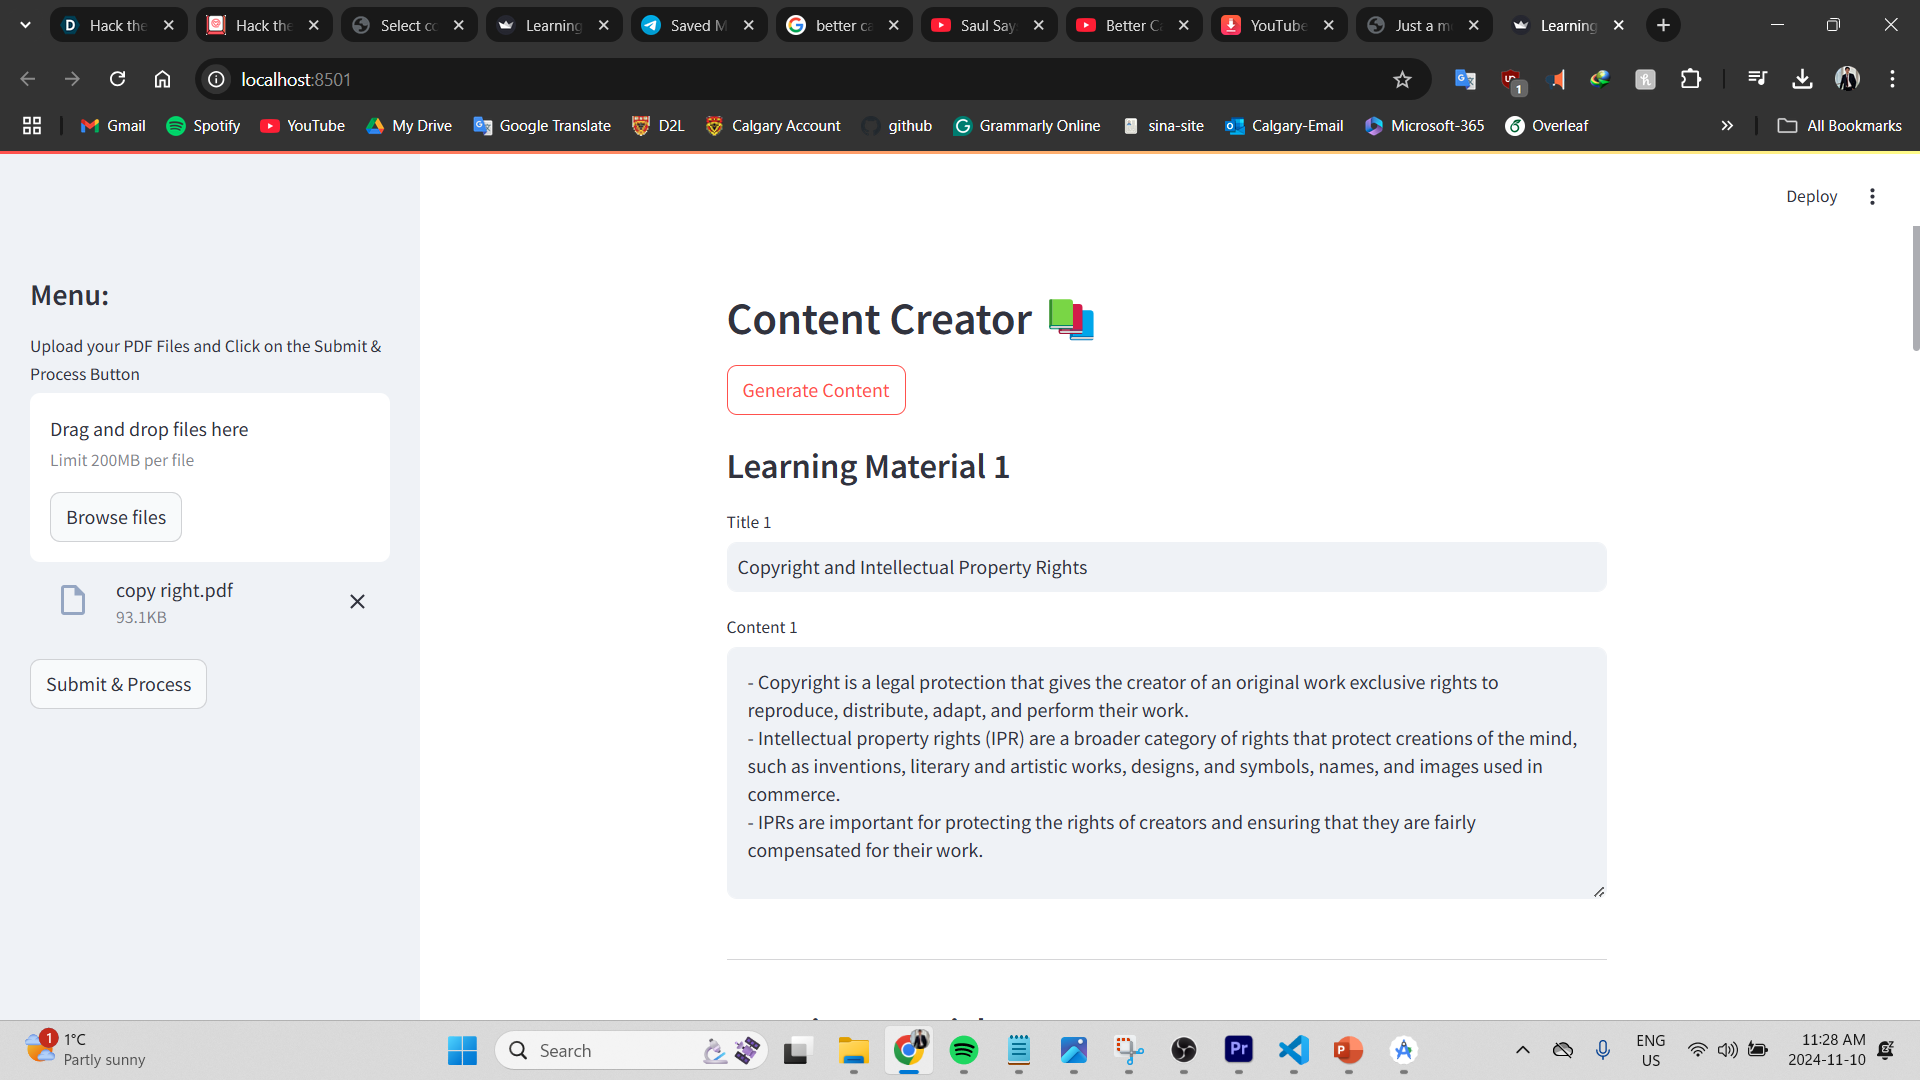 Hack the
Hack the
Select co
Learning
Saved M
better ca
Saul Say
Better Ca
YouTube
Just a m
Learning
localhost:8501
1
Gmail
Spotify
YouTube
My Drive
Google Translate
D2L
Calgary Account
github
Grammarly Online
sina-site
Calgary-Email
Microsoft-365
Overleaf
All Bookmarks
Deploy
Menu:
Upload your PDF Files and Click on the Submit &
Process Button
Drag and drop files here
Limit 200MB per file
Browse files
copy right.pdf
93.1KB
Submit & Process
Content Creator
Generate Content
Learning Material 1
Title 1
Copyright and Intellectual Property Rights
Content 1
- Copyright is a legal protection that gives the creator of an original work exclusive rights to
reproduce, distribute, adapt, and perform their work.
- Intellectual property rights (IPR) are a broader category of rights that protect creations of the mind,
such as inventions, literary and artistic works, designs, and symbols, names, and images used in
commerce.
- IPRs are important for protecting the rights of creators and ensuring that they are fairly
compensated for their work.
1
1°C
Partly sunny
Search
Pr
ENG
US
11:28 AM
2024-11-10